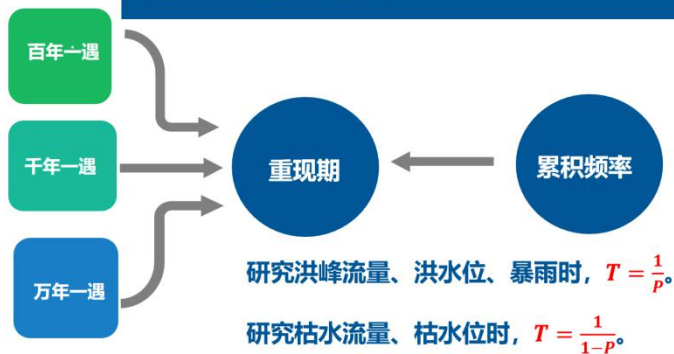 百年一遇
千年一遇
万年一遇
重现期
累积频率
研究洪峰流量、洪水位、暴雨时，T = 1/P。
研究枯水流量、枯水位时，T = 1/(1−P)。